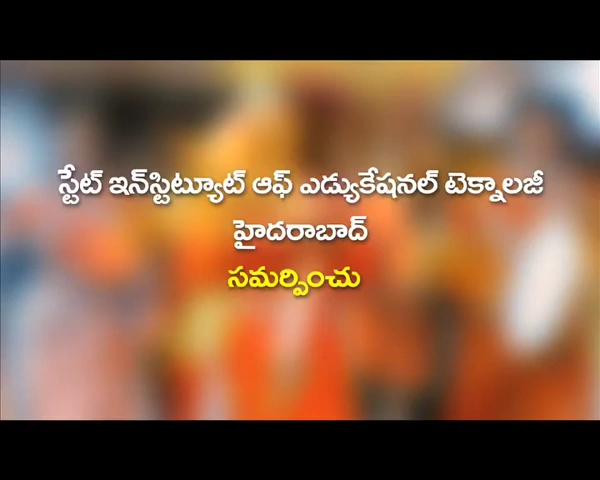 స్టేట్ ఇన్‌స్టిట్యూట్ ఆఫ్ ఎడ్యుకేషనల్ టెక్నాలజీ
హైదరాబాద్
సమర్పించు